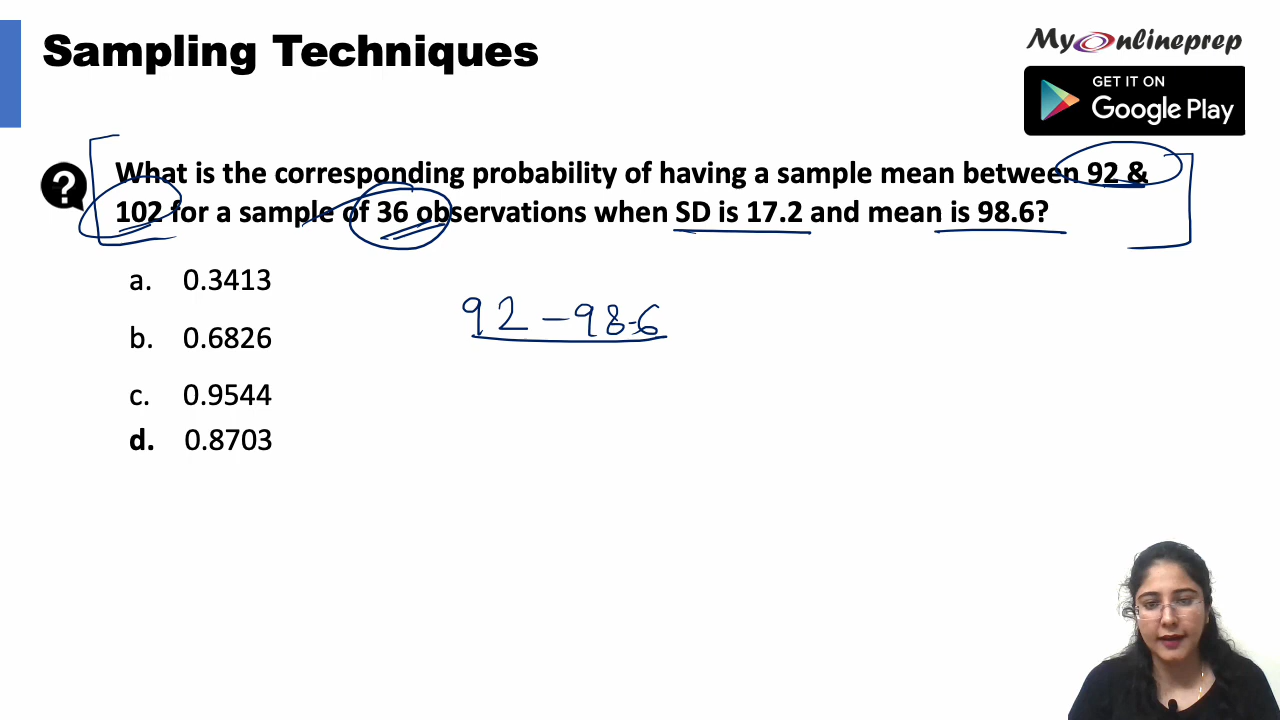 Sampling Techniques
Myonlineprep
GET IT ON
Google Play
?
What is the corresponding probability of having a sample mean between 92 &
102 for a sample of 36 observations when SD is 17.2 and mean is 98.6?
a. 0.3413
b. 0.6826
c. 0.9544
d. 0.8703
92 - 98.6